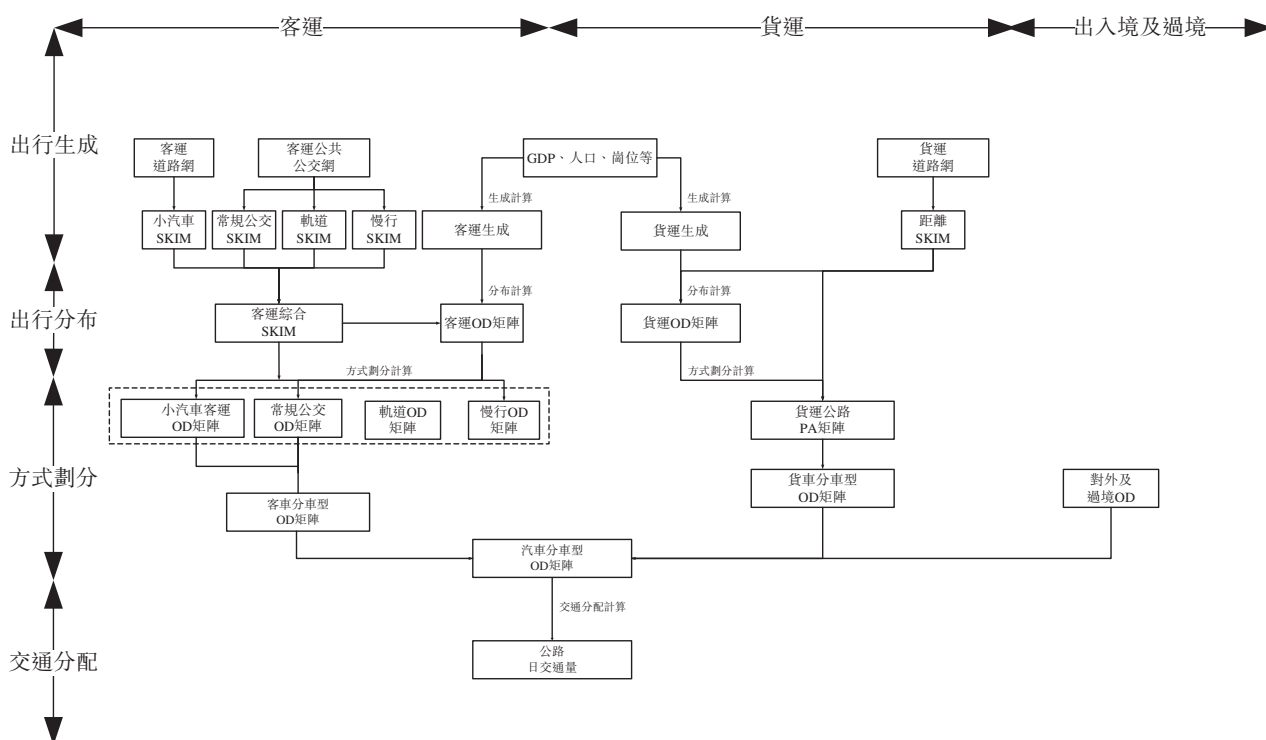 客運
貨運
出入境及過境
出行生成
客運
道路網
客運公共
公交網
GDP、人口、崗位等
貨運
道路網
生成計算
生成計算
小汽車
SKIM
常規公交
SKIM
軌道
SKIM
慢行
SKIM
客運生成
貨運生成
距離
SKIM
出行分布
分布計算
分布計算
客運綜合
SKIM
客運OD矩陣
貨運OD矩陣
方式劃分計算
方式劃分計算
方式劃分
小汽車客運
OD矩陣
常規公交
OD矩陣
軌道OD
矩陣
慢行OD
矩陣
貨運公路
PA矩陣
客車分車型
OD矩陣
貨車分車型
OD矩陣
對外及
過境OD
汽車分車型
OD矩陣
交通分配計算
交通分配
公路
日交通量